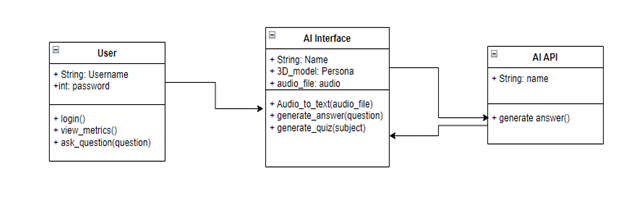 User
+ String: Username
+int: password
+ login()
+ view_metrics()
+ ask_question(question)
AI Interface
+ String: Name
+ 3D_model: Persona
+ audio_file: audio
+ Audio_to_text(audio_file)
+ generate_answer(question)
+ generate_quiz(subject)
AI API
+ String: name
+ generate answer()